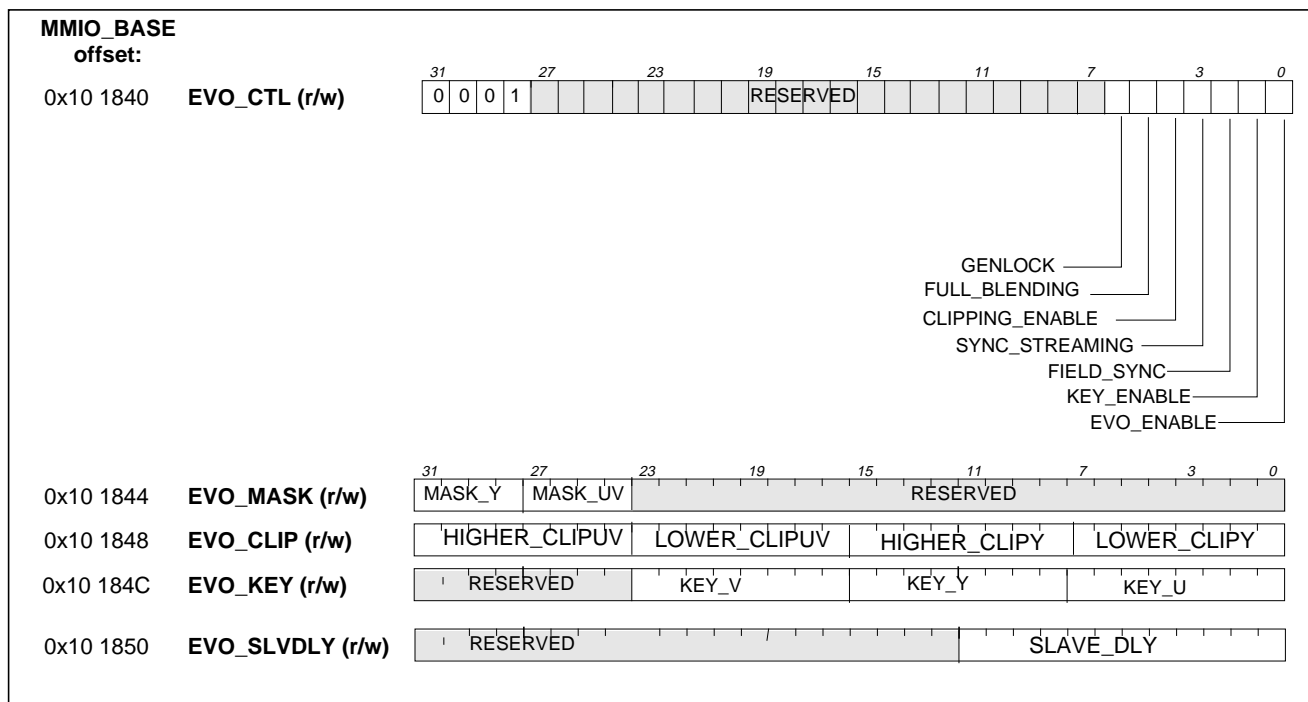 MMIO_BASE
offset:
31 27 23 19 15 11 7 3 0
0x10 1840 EVO_CTL (r/w) 0 0 0 1 RESERVED
GENLOCK
FULL_BLENDING
CLIPPING_ENABLE
SYNC_STREAMING
FIELD_SYNC
KEY_ENABLE
EVO_ENABLE
31 27 23 19 15 11 7 3 0
0x10 1844 EVO_MASK (r/w) MASK_Y MASK_UV RESERVED
0x10 1848 EVO_CLIP (r/w) HIGHER_CLIPUV LOWER_CLIPUV HIGHER_CLIPY LOWER_CLIPY
0x10 184C EVO_KEY (r/w) RESERVED KEY_V KEY_Y KEY_U
0x10 1850 EVO_SLVDLY (r/w) RESERVED SLAVE_DLY